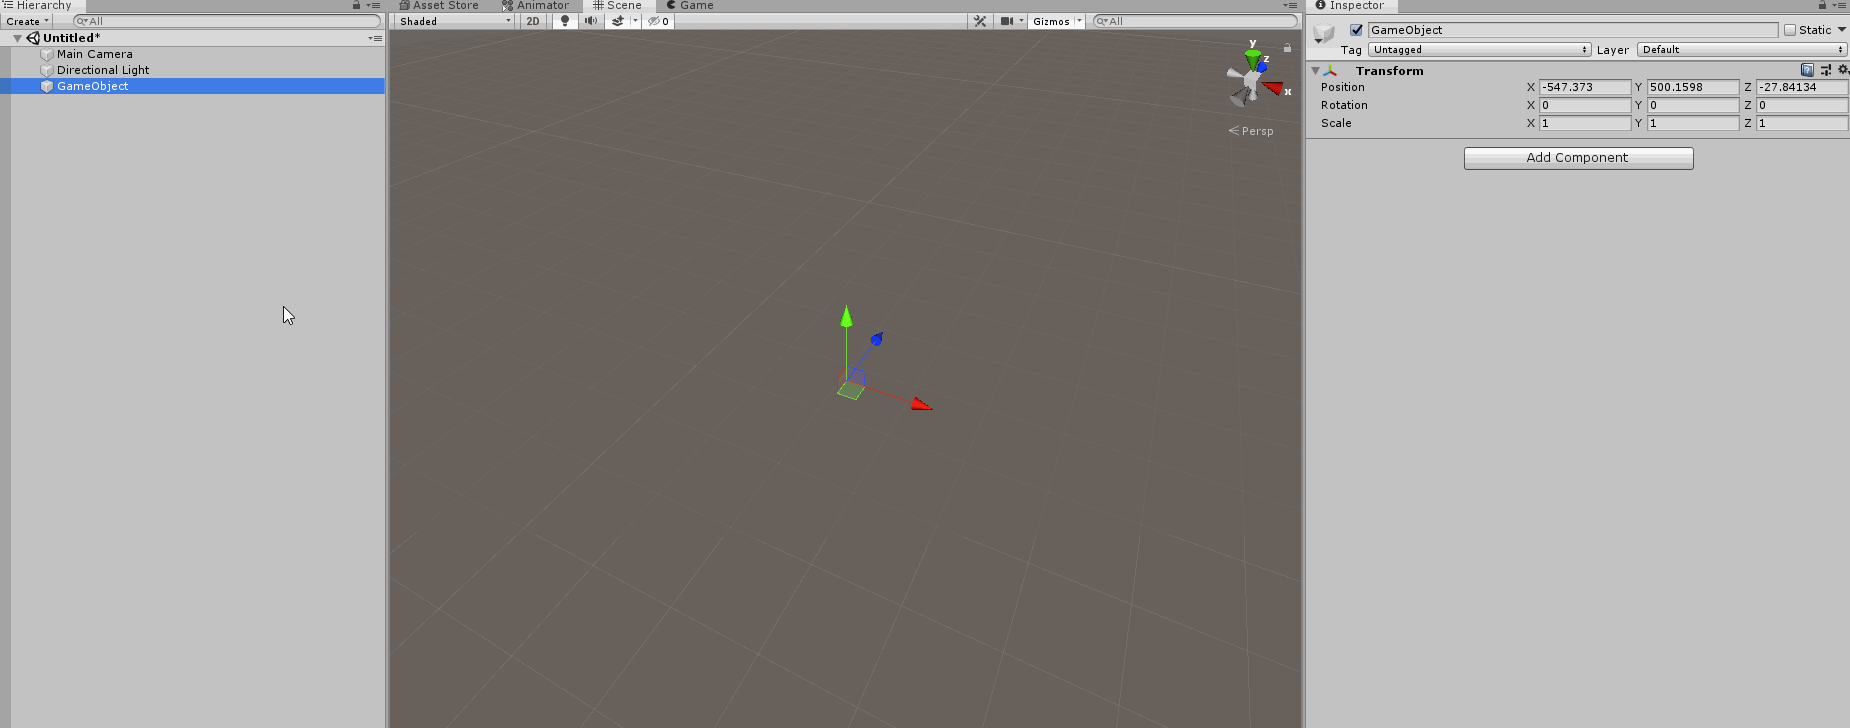 Hierarchy
Create
All
Untitled*
Main Camera
Directional Light
GameObject
Asset Store
Animator
Scene
Game
Shaded
2D
0
Gizmos
All
y
z
x
Persp
Inspector
GameObject
Static
Tag Untagged Layer Default
Transform
Position X -547.373 Y 500.1598 Z -27.84134
Rotation X 0 Y 0 Z 0
Scale X 1 Y 1 Z 1
Add Component